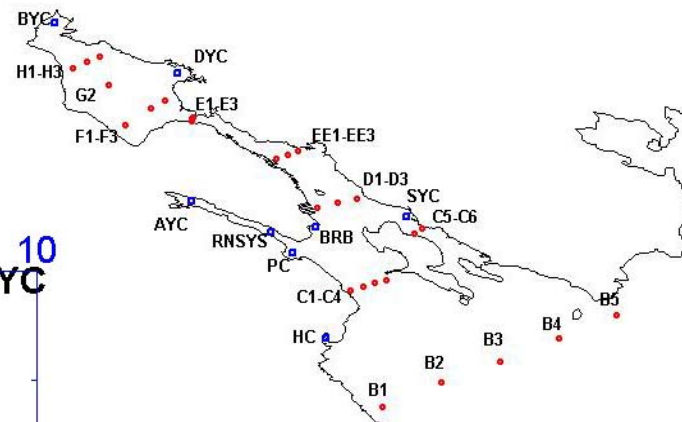 BYC
DYC
H1-H3
G2
E1-E3
F1-F3
EE1-EE3
D1-D3
SYC
C5-C6
AYC
RNSYS
BRB
PC
10
YC
C1-C4
B5
HC
B4
B3
B2
B1